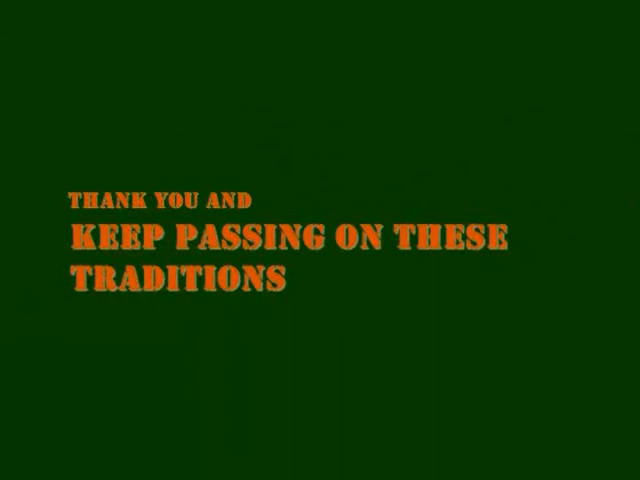 THANK YOU AND
KEEP PASSING ON THESE
TRADITIONS